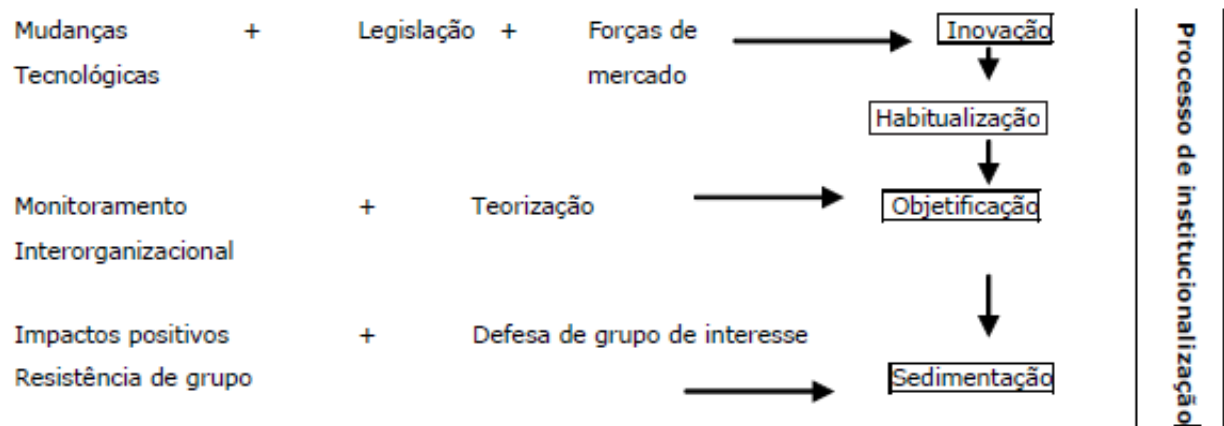 Mudanças + Legislação + Forças de Inovação
Tecnológicas mercado
Habitualização
Monitoramento + Teorização Objetificação
Interorganizacional
Impactos positivos + Defesa de grupo de interesse
Resistência de grupo Sedimentação
Processo de institucionalização